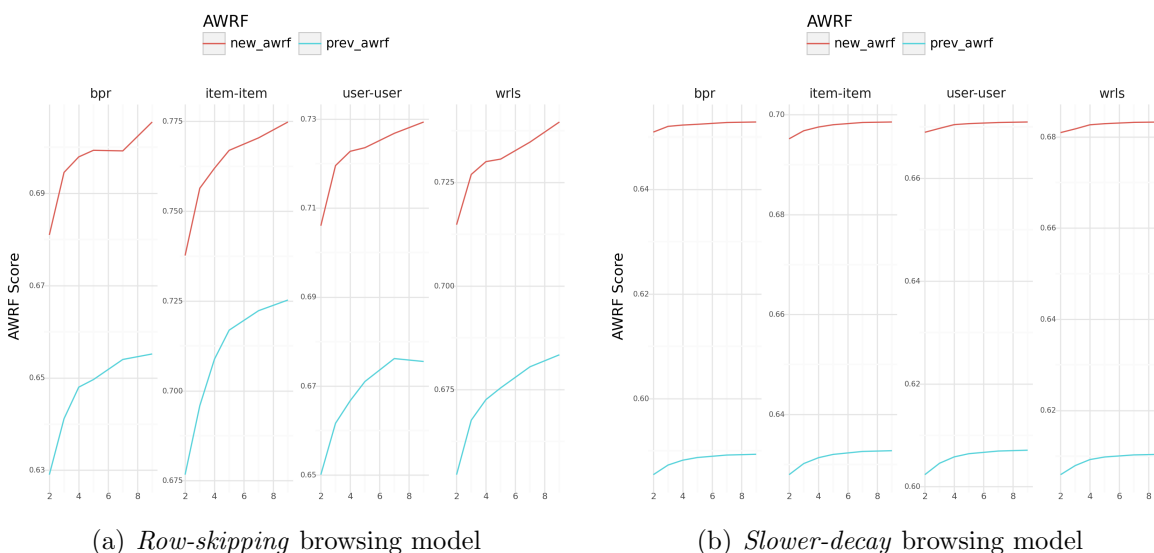 AWRF
new_awrf prev_awrf
bpr item-item user-user wrls
AWRF Score
0.69
0.67
0.65
0.63
2 4 6 8
0.775
0.750
0.725
0.700
0.675
2 4 6 8
0.73
0.71
0.69
0.67
0.65
2 4 6 8
0.725
0.700
0.675
2 4 6 8
(a) Row-skipping browsing model
AWRF
new_awrf prev_awrf
bpr item-item user-user wrls
AWRF Score
0.64
0.62
0.60
2 4 6 8
0.70
0.68
0.66
0.64
2 4 6 8
0.66
0.64
0.62
0.60
2 4 6 8
0.68
0.66
0.64
0.62
2 4 6 8
(b) Slower-decay browsing model